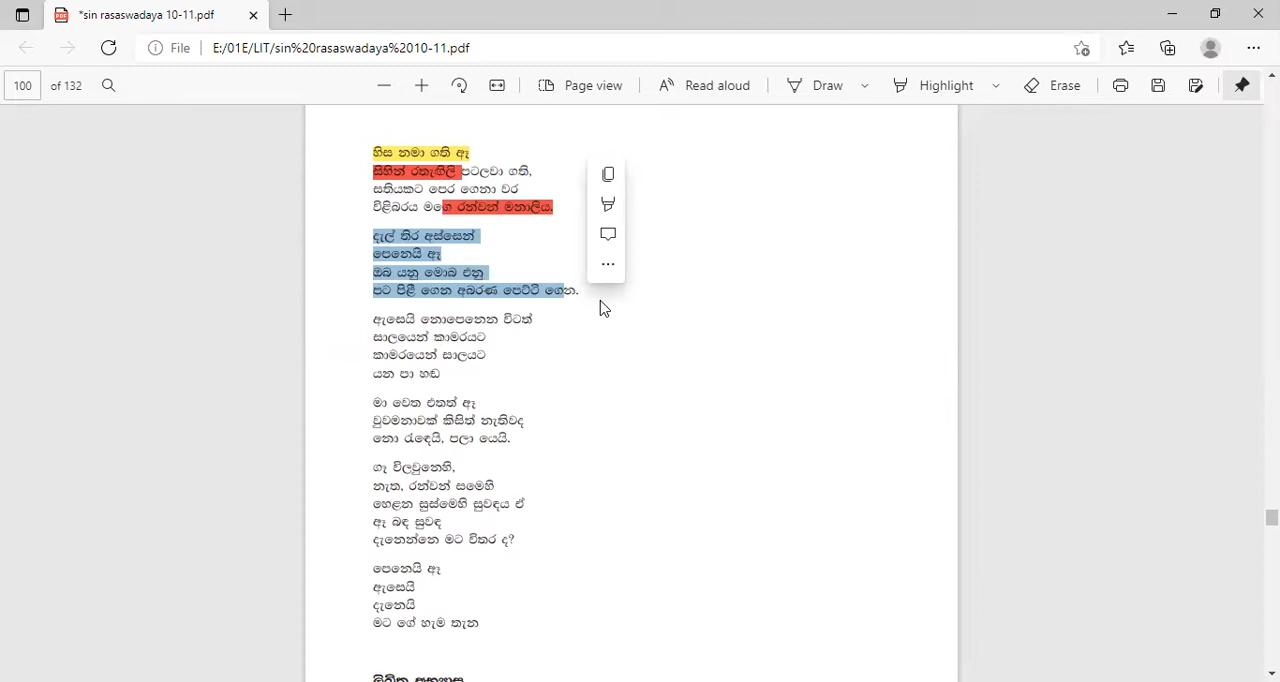 *sin rasaswadaya 10-11.pdf
File E:/01E/LIT/sin%20rasaswadaya%2010-11.pdf
100 of 132 Page view Read aloud Draw Highlight Erase
හිස නමා ගති ඈ
සිහින් රතැඟිලි පටලවා ගති,
සතියකට පෙර ගෙනා වර
විළිබරය මගෙ රන්වන් මනාලිය.
දැල් තිර අස්සෙන්
පෙනෙයි ඈ
ඔබ යනු මොබ එනු
පට පිළී ගෙන අබරණ පෙට්ටි ගෙන.
ඇසෙයි නොපෙනෙන විටත්
සාලයෙන් කාමරයට
කාමරයෙන් සාලයට
යන පා හඬ
මා වෙත එතත් ඈ
වුවමනාවක් කිසිත් නැතිවද
නො රැඳෙයි, පලා යෙයි.
ගෑ විලවුනෙහි,
නැත, රන්වන් සමෙහි
හෙළන සුස්මෙහි සුවඳය ඒ
ඈ බඳ සුවඳ
දැනෙන්නෙ මට විතර ද?
පෙනෙයි ඈ
ඇසෙයි
දැනෙයි
මට ගේ හැම තැන